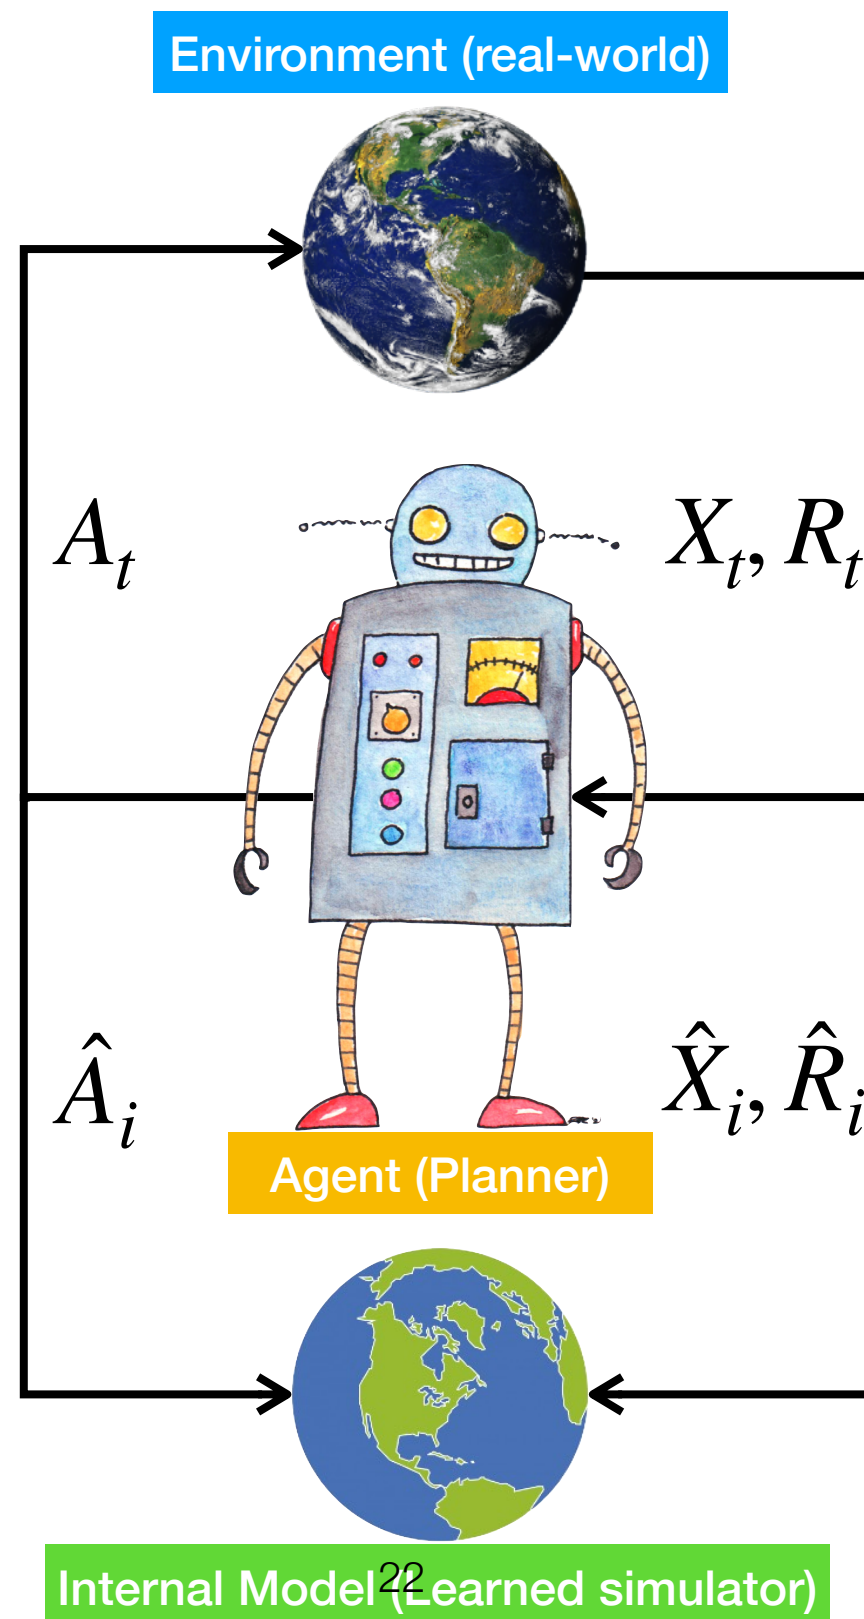 Environment (real-world)
A_t
X_t, R_t
Â_i
X̂_i, R̂_i
Agent (Planner)
Internal Model (Learned simulator)
22